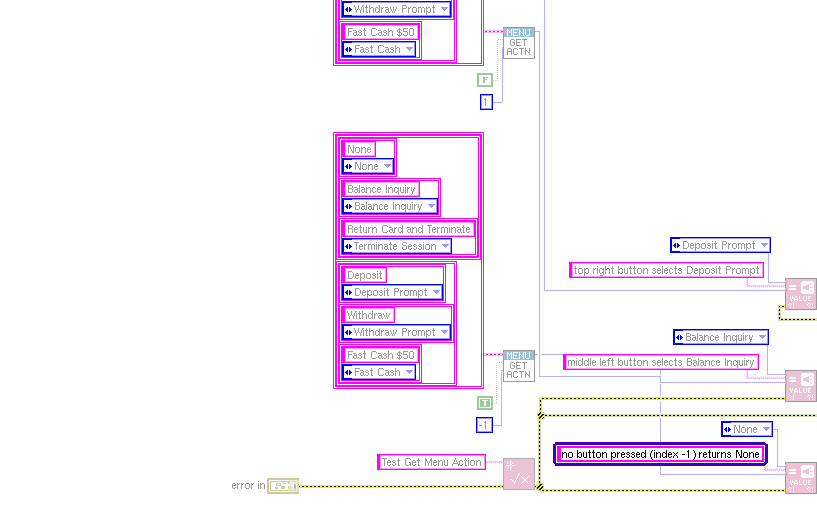 Withdraw Prompt
Fast Cash $50
Fast Cash
MENU
GET
ACTN
F
1
None
None
Balance Inquiry
Balance Inquiry
Return Card and Terminate
Terminate Session
Deposit
Deposit Prompt
Withdraw
Withdraw Prompt
Fast Cash $50
Fast Cash
MENU
GET
ACTN
T
-1
Deposit Prompt
top right button selects Deposit Prompt
=
VALUE
?! ?!
Balance Inquiry
middle left button selects Balance Inquiry
=
VALUE
?! ?!
None
no button pressed (index -1) returns None
=
VALUE
?! ?!
Test Get Menu Action
√x
error in